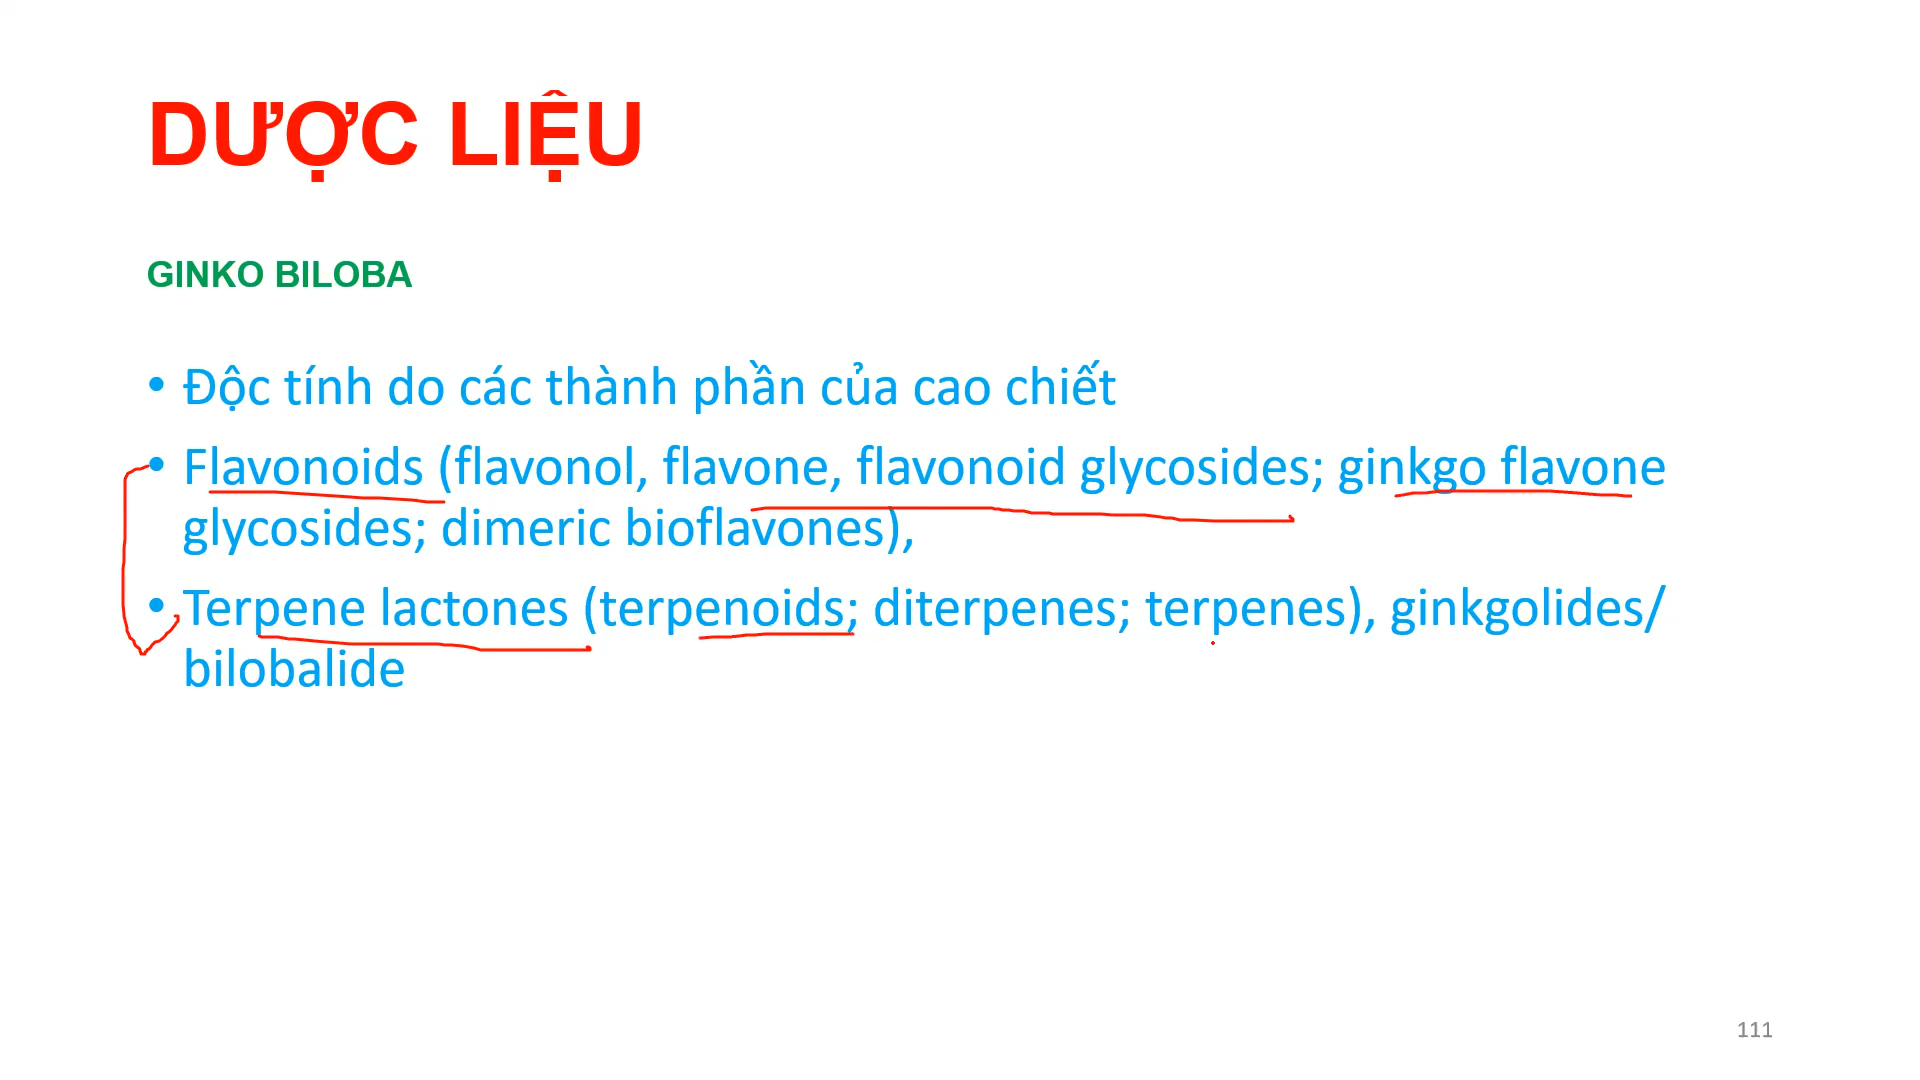 DƯỢC LIỆU
GINKO BILOBA
• Độc tính do các thành phần của cao chiết
• Flavonoids (flavonol, flavone, flavonoid glycosides; ginkgo flavone
glycosides; dimeric bioflavones),
• Terpene lactones (terpenoids; diterpenes; terpenes), ginkgolides/
bilobalide
111